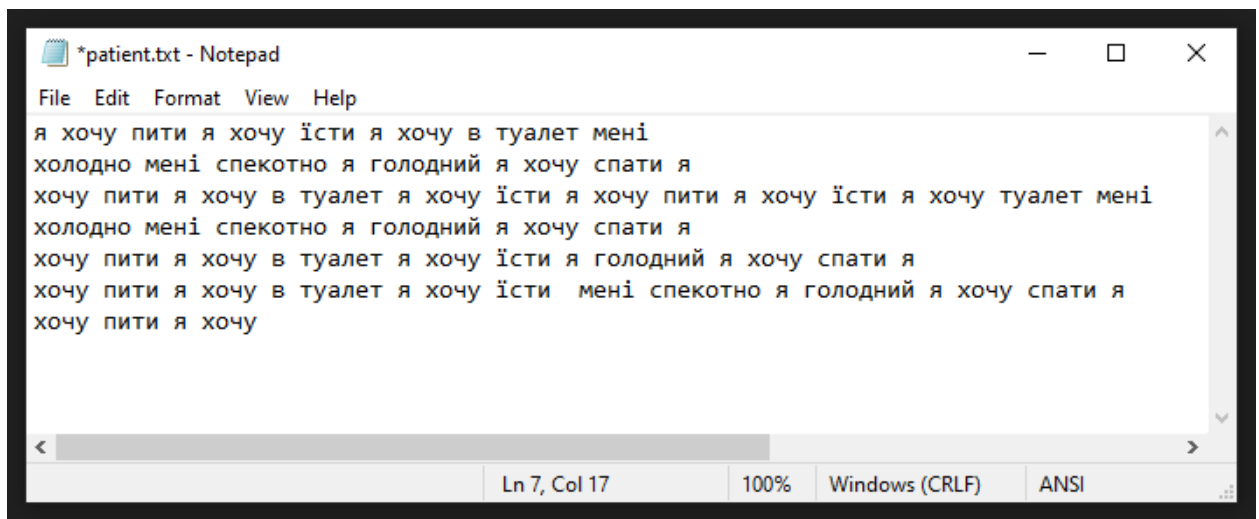 *patient.txt - Notepad
File Edit Format View Help
я хочу пити я хочу їсти я хочу в туалет мені
холодно мені спекотно я голодний я хочу спати я
хочу пити я хочу в туалет я хочу їсти я хочу пити я хочу їсти я хочу туалет мені
холодно мені спекотно я голодний я хочу спати я
хочу пити я хочу в туалет я хочу їсти я голодний я хочу спати я
хочу пити я хочу в туалет я хочу їсти  мені спекотно я голодний я хочу спати я
хочу пити я хочу
Ln 7, Col 17 100% Windows (CRLF) ANSI